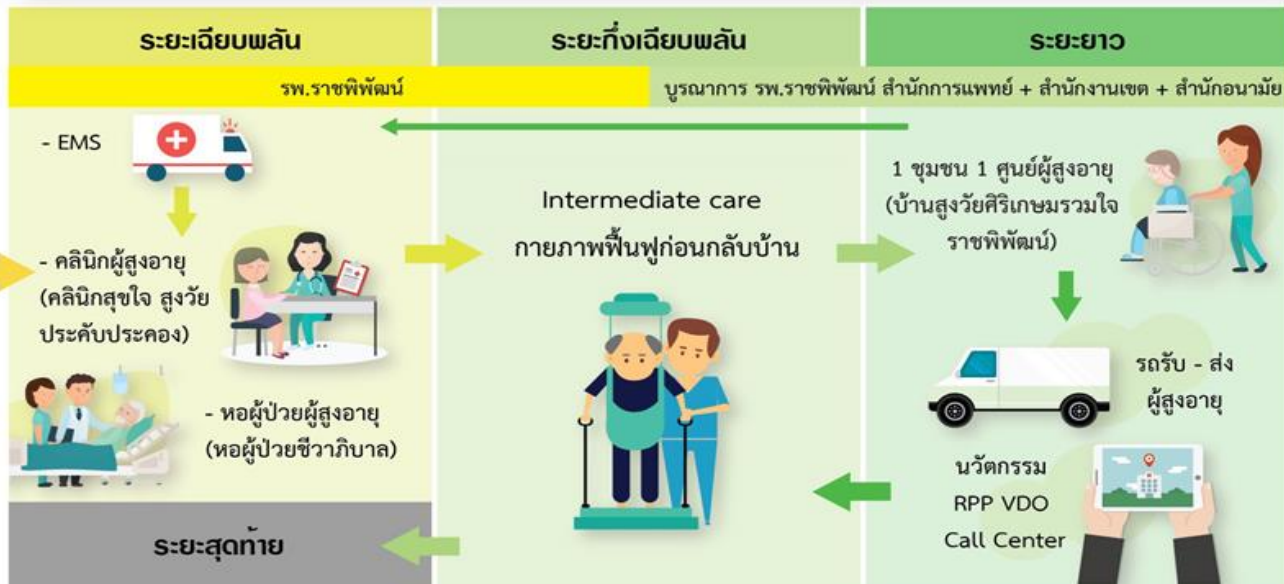 ระยะเฉียบพลัน
ระยะกึ่งเฉียบพลัน
ระยะยาว
รพ.ราชพิพัฒน์
บูรณาการ รพ.ราชพิพัฒน์ สำนักการแพทย์ + สำนักงานเขต + สำนักอนามัย
- EMS
- คลินิกผู้สูงอายุ
(คลินิกสุขใจ สูงวัย
ประคับประคอง)
- หอผู้ป่วยผู้สูงอายุ
(หอผู้ป่วยชีวาภิบาล)
ระยะสุดท้าย
Intermediate care
กายภาพฟื้นฟูก่อนกลับบ้าน
1 ชุมชน 1 ศูนย์ผู้สูงอายุ
(บ้านสูงวัยศิริเกษมรวมใจ
ราชพิพัฒน์)
รถรับ - ส่ง
ผู้สูงอายุ
นวัตกรรม
RPP VDO
Call Center